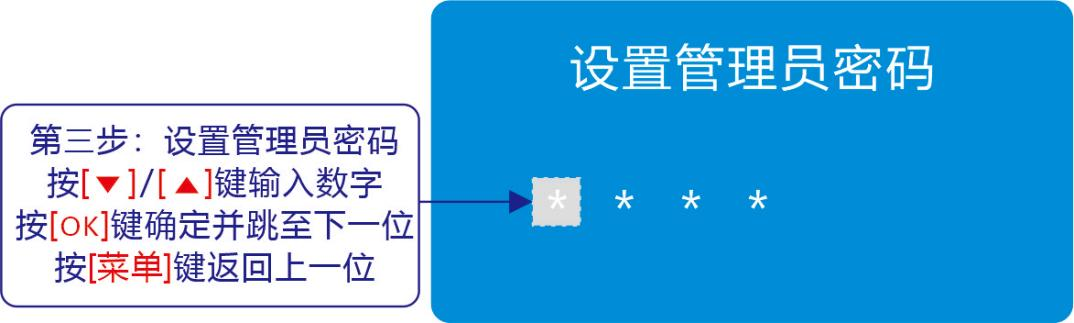 设置管理员密码
第三步：设置管理员密码
按[▼]/[▲]键输入数字
按[OK]键确定并跳至下一位
按[菜单]键返回上一位
* * * *